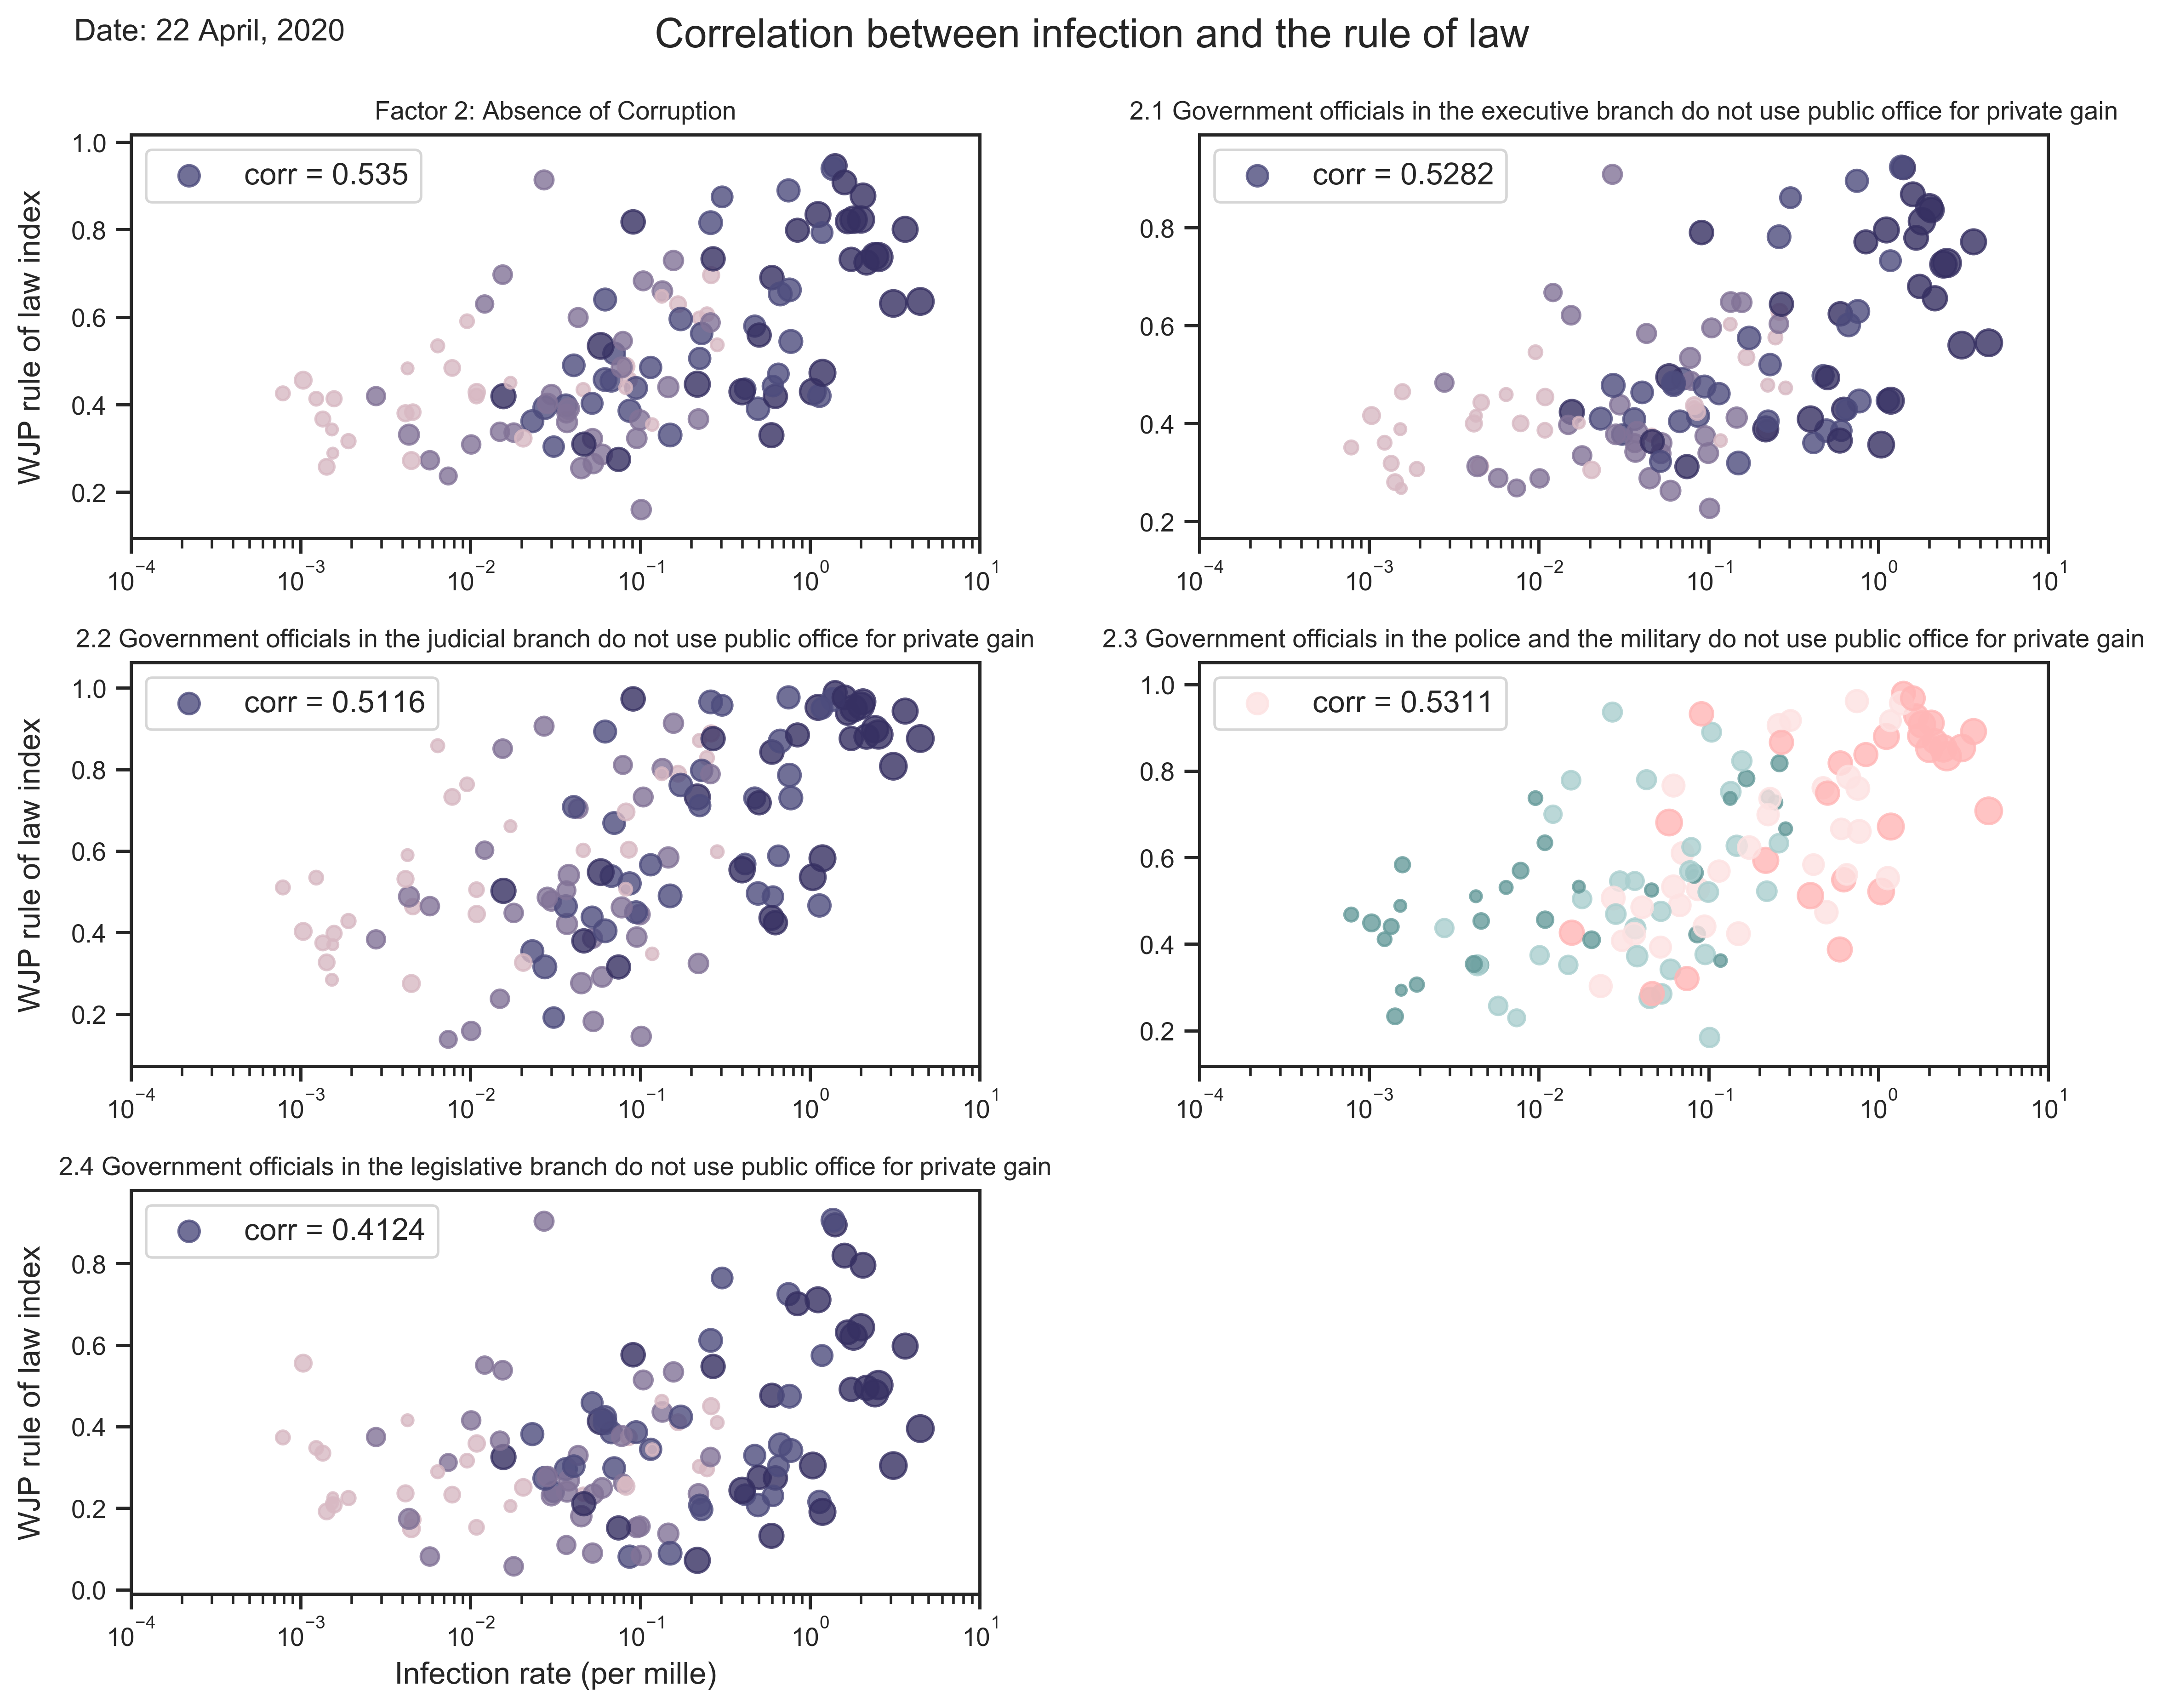 Date: 22 April, 2020
Correlation between infection and the rule of law
Factor 2: Absence of Corruption
corr = 0.535
WJP rule of law index
1.0
0.8
0.6
0.4
0.2
10⁻⁴ 10⁻³ 10⁻² 10⁻¹ 10⁰ 10¹
2.1 Government officials in the executive branch do not use public office for private gain
corr = 0.5282
0.8
0.6
0.4
0.2
10⁻⁴ 10⁻³ 10⁻² 10⁻¹ 10⁰ 10¹
2.2 Government officials in the judicial branch do not use public office for private gain
corr = 0.5116
WJP rule of law index
1.0
0.8
0.6
0.4
0.2
10⁻⁴ 10⁻³ 10⁻² 10⁻¹ 10⁰ 10¹
2.3 Government officials in the police and the military do not use public office for private gain
corr = 0.5311
1.0
0.8
0.6
0.4
0.2
10⁻⁴ 10⁻³ 10⁻² 10⁻¹ 10⁰ 10¹
2.4 Government officials in the legislative branch do not use public office for private gain
corr = 0.4124
WJP rule of law index
0.8
0.6
0.4
0.2
0.0
10⁻⁴ 10⁻³ 10⁻² 10⁻¹ 10⁰ 10¹
Infection rate (per mille)